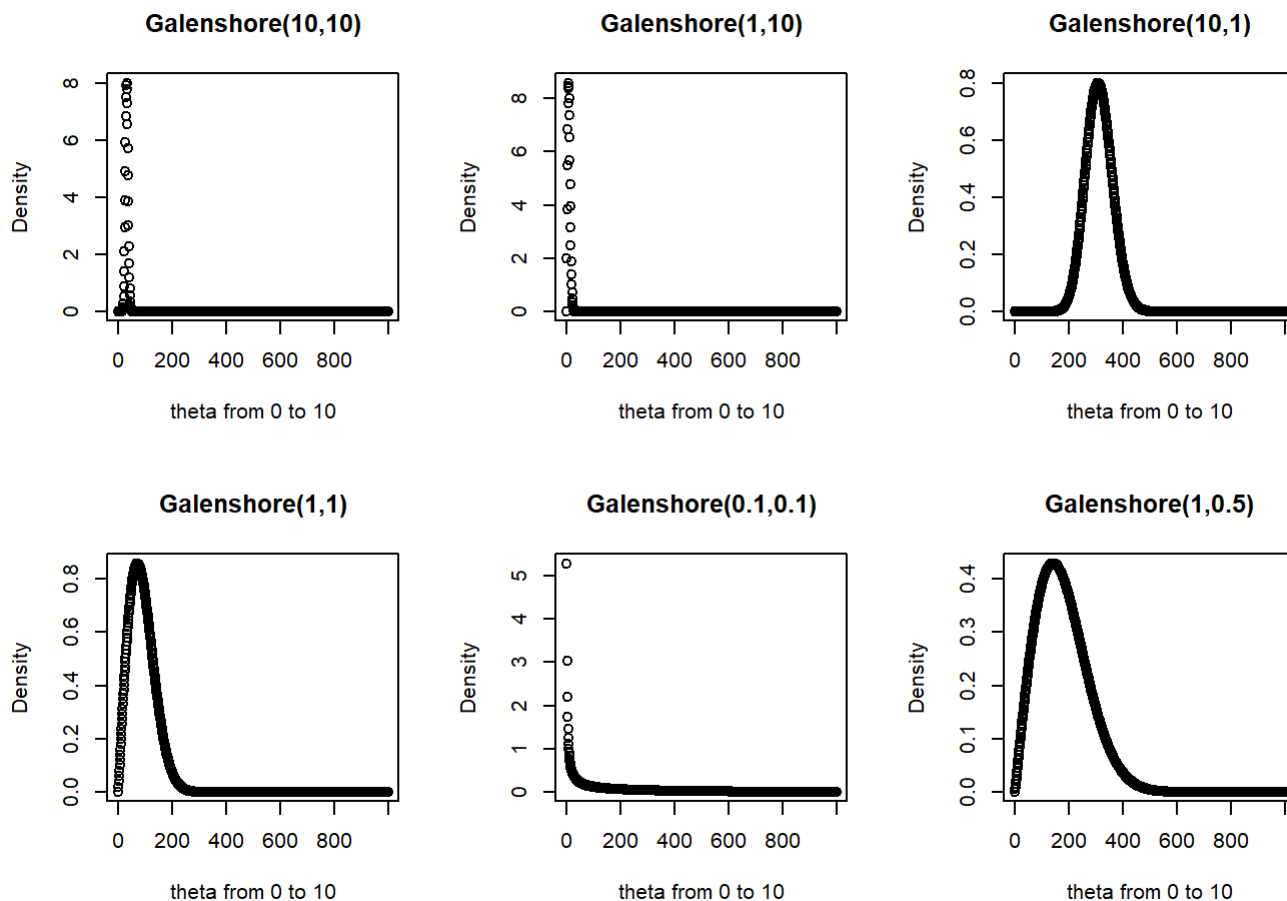 Galenshore(10,10)
Density
0 2 4 6 8
0 200 400 600 800
theta from 0 to 10
Galenshore(1,10)
Density
0 2 4 6 8
0 200 400 600 800
theta from 0 to 10
Galenshore(10,1)
Density
0.0 0.2 0.4 0.6 0.8
0 200 400 600 800
theta from 0 to 10
Galenshore(1,1)
Density
0.0 0.2 0.4 0.6 0.8
0 200 400 600 800
theta from 0 to 10
Galenshore(0.1,0.1)
Density
0 1 2 3 4 5
0 200 400 600 800
theta from 0 to 10
Galenshore(1,0.5)
Density
0.0 0.1 0.2 0.3 0.4
0 200 400 600 800
theta from 0 to 10